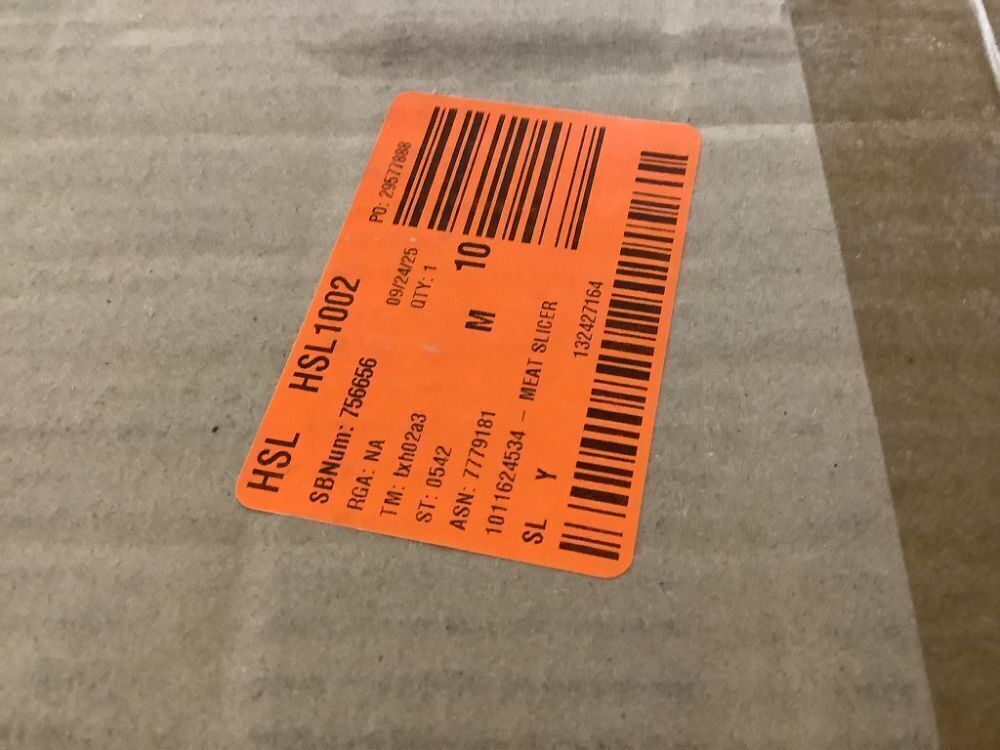 HSL HSL1002
SBNum: 756656
RGA: NA 09/24/25 PO: 29577888
TM: txh02a3 QTY: 1
ST: 0542
ASN: 7779181 M 10
1011624534 - MEAT SLICER
SL Y
132427164